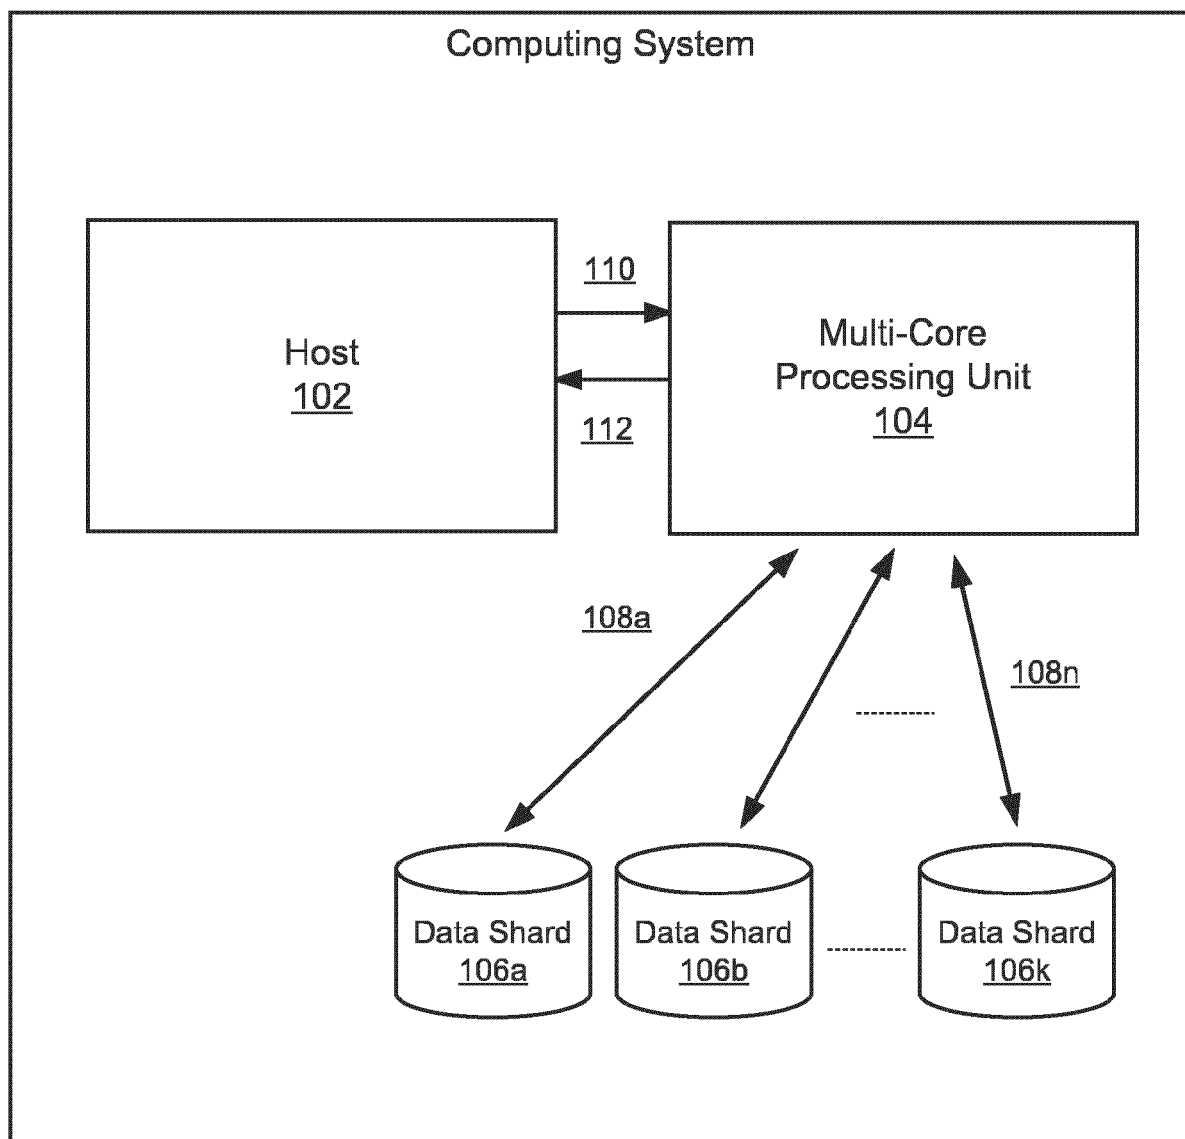 Computing System
110
Host
102
Multi-Core
Processing Unit
104
112
108a
108n
Data Shard
106a
Data Shard
106b
Data Shard
106k